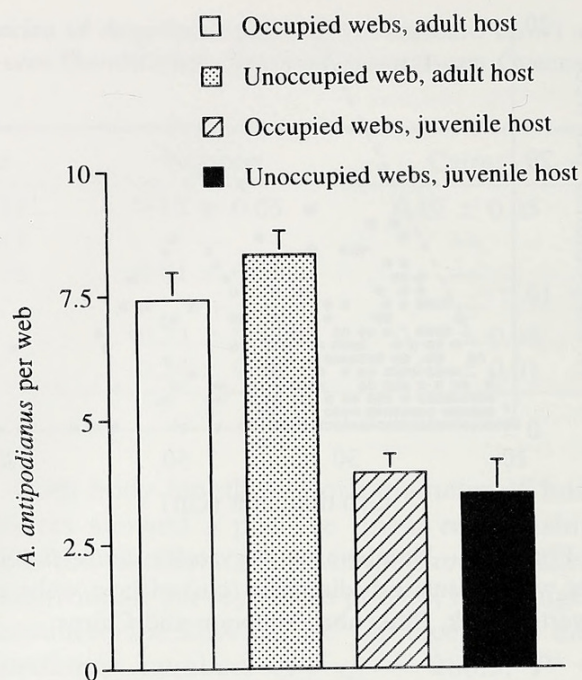 Occupied webs, adult host
Unoccupied web, adult host
Occupied webs, juvenile host
Unoccupied webs, juvenile host
10
7.5
5
2.5
0
A. antipodianus per web